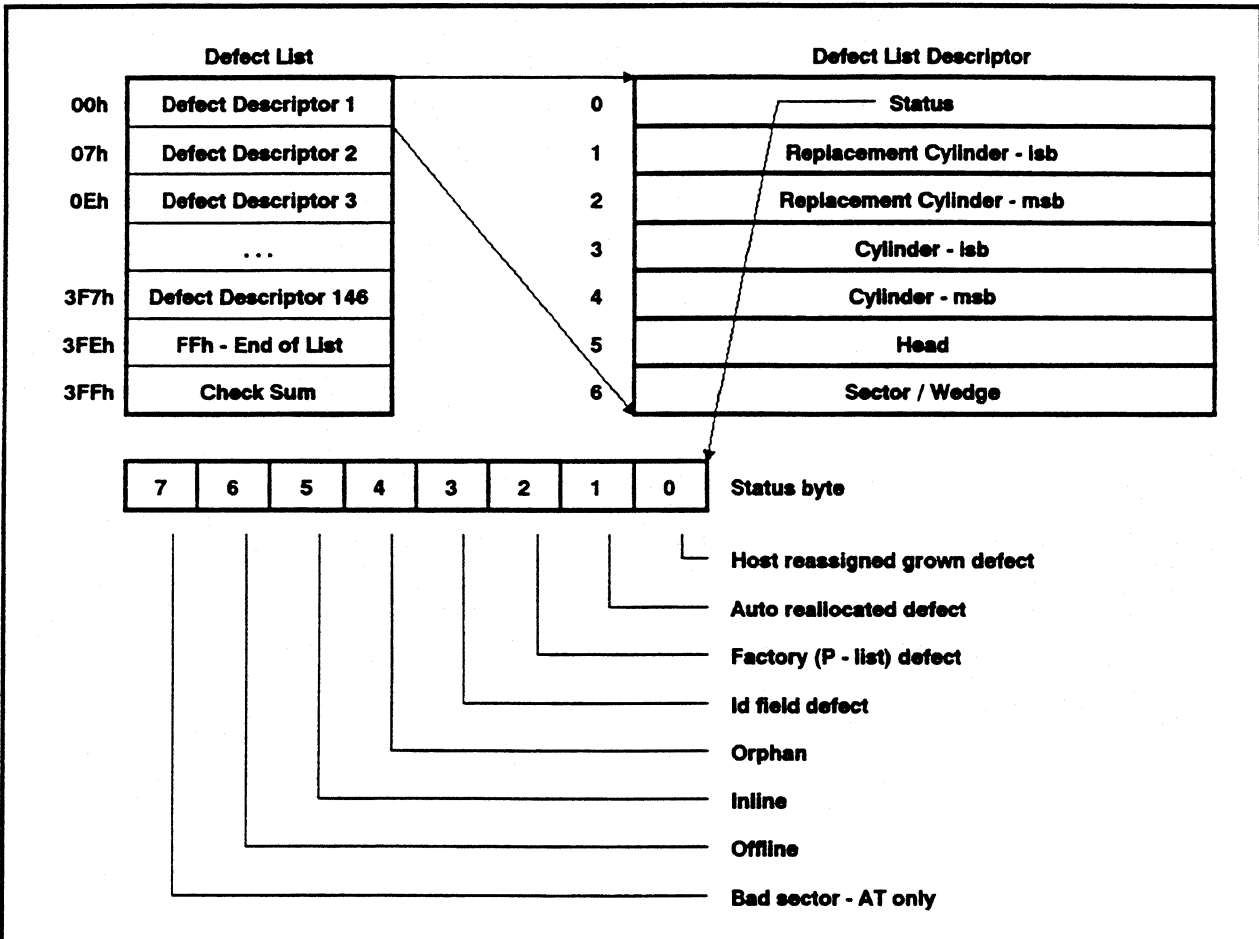 Defect List
00h Defect Descriptor 1
07h Defect Descriptor 2
0Eh Defect Descriptor 3
...
3F7h Defect Descriptor 146
3FEh FFh - End of List
3FFh Check Sum
Defect List Descriptor
0 Status
1 Replacement Cylinder - lsb
2 Replacement Cylinder - msb
3 Cylinder - lsb
4 Cylinder - msb
5 Head
6 Sector / Wedge
7 6 5 4 3 2 1 0 Status byte
Host reassigned grown defect
Auto reallocated defect
Factory (P - list) defect
Id field defect
Orphan
Inline
Offline
Bad sector - AT only